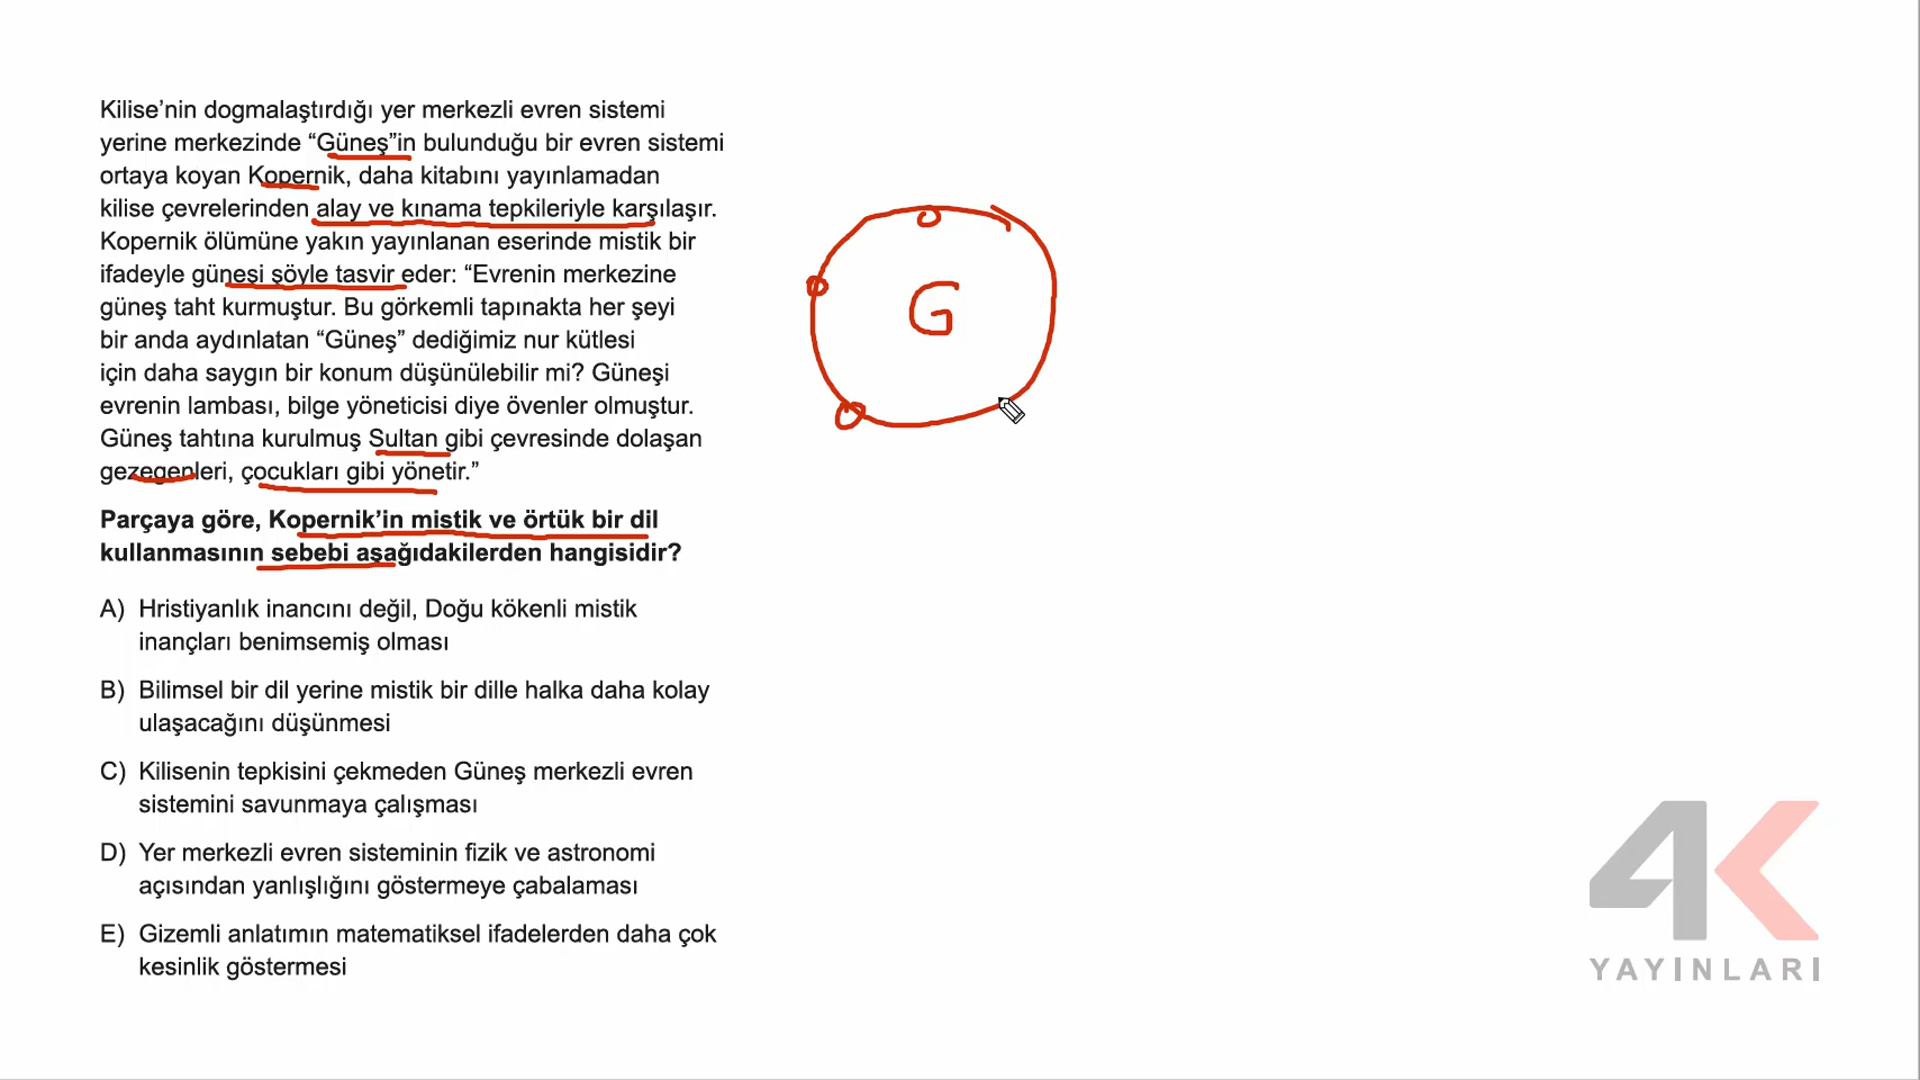 Kilise’nin dogmalaştırdığı yer merkezli evren sistemi
yerine merkezinde “Güneş”in bulunduğu bir evren sistemi
ortaya koyan Kopernik, daha kitabını yayınlamadan
kilise çevrelerinden alay ve kınama tepkileriyle karşılaşır.
Kopernik ölümüne yakın yayınlanan eserinde mistik bir
ifadeyle güneşi şöyle tasvir eder: “Evrenin merkezine
güneş taht kurmuştur. Bu görkemli tapınakta her şeyi
bir anda aydınlatan “Güneş” dediğimiz nur kütlesi
için daha saygın bir konum düşünülebilir mi? Güneşi
evrenin lambası, bilge yöneticisi diye övenler olmuştur.
Güneş tahtına kurulmuş Sultan gibi çevresinde dolaşan
gezegenleri, çocukları gibi yönetir.”
Parçaya göre, Kopernik’in mistik ve örtük bir dil
kullanmasının sebebi aşağıdakilerden hangisidir?
A) Hristiyanlık inancını değil, Doğu kökenli mistik
inançları benimsemiş olması
B) Bilimsel bir dil yerine mistik bir dille halka daha kolay
ulaşacağını düşünmesi
C) Kilisenin tepkisini çekmeden Güneş merkezli evren
sistemini savunmaya çalışması
D) Yer merkezli evren sisteminin fizik ve astronomi
açısından yanlışlığını göstermeye çabalaması
E) Gizemli anlatımın matematiksel ifadelerden daha çok
kesinlik göstermesi
G
4K
YAYINLARI